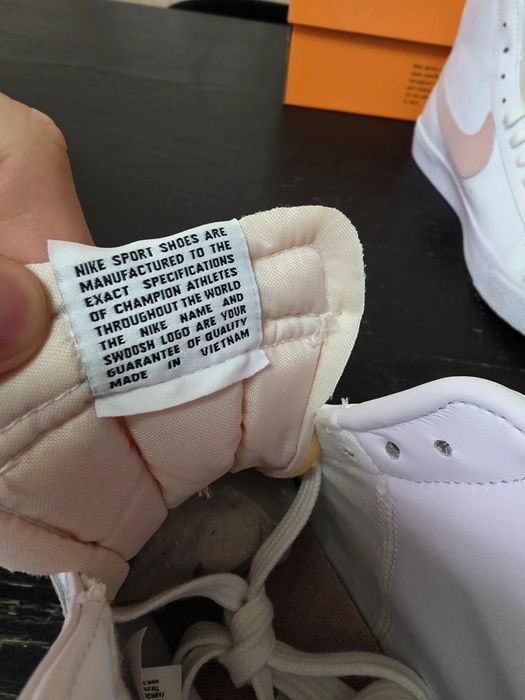 NIKE SPORT SHOES ARE
MANUFACTURED TO THE
EXACT SPECIFICATIONS
OF CHAMPION ATHLETES
THROUGHOUT THE WORLD
THE NIKE NAME AND
SWOOSH LOGO ARE YOUR
GUARANTEE OF QUALITY
MADE IN VIETNAM